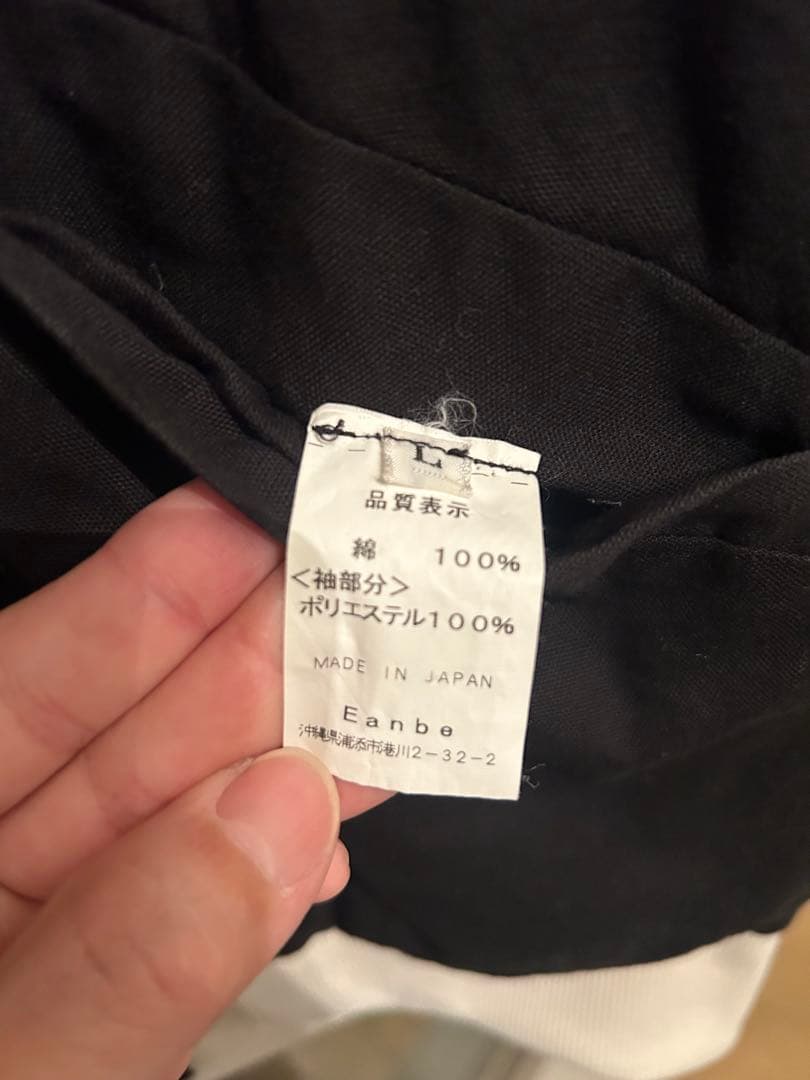 L
品質表示
綿 100%
<袖部分>
ポリエステル100%
MADE IN JAPAN
Eanbe
沖縄県浦添市港川2-32-2